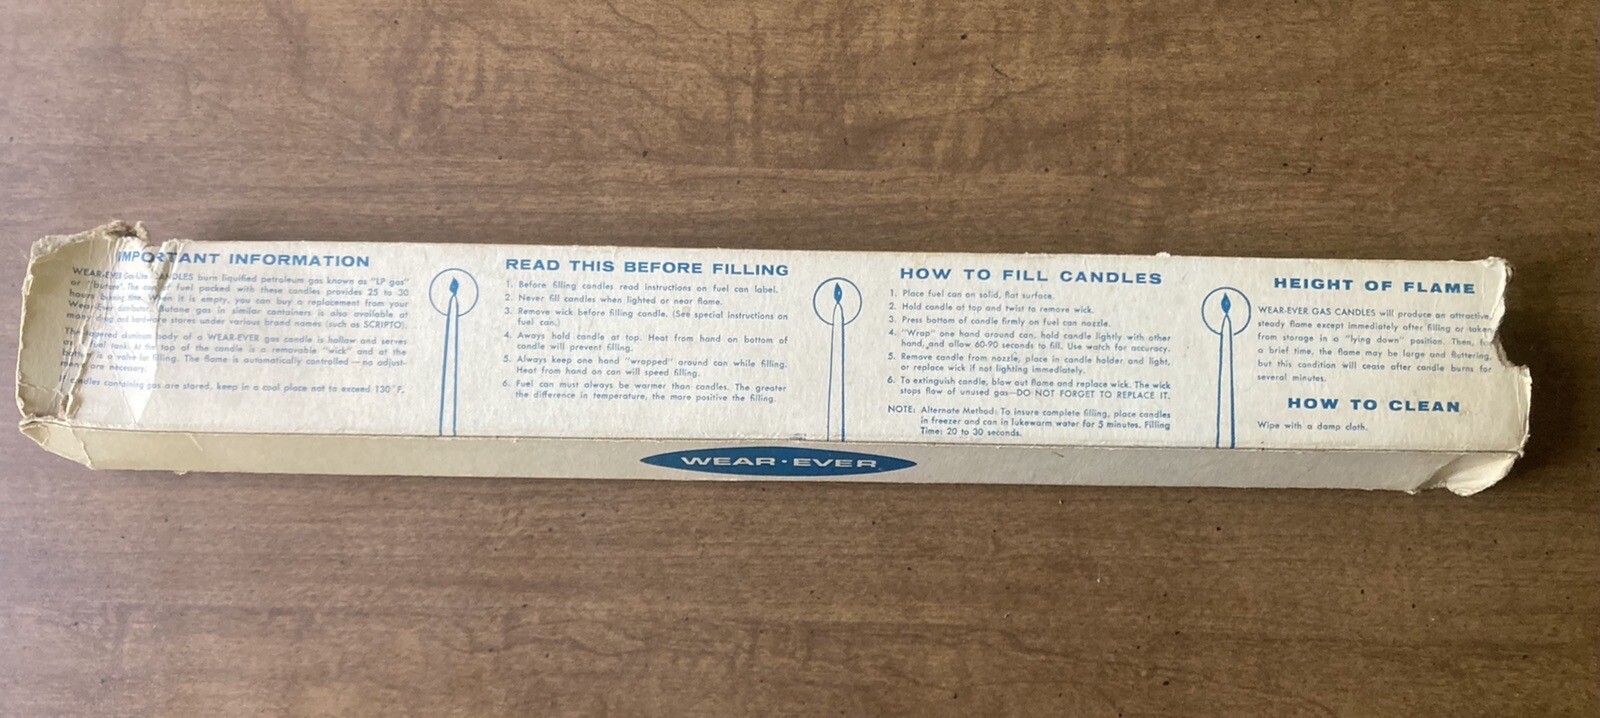 IMPORTANT INFORMATION
WEAR-EVER Gas-Lite CANDLES burn liquified petroleum gas known as "LP gas"
or "butane". The can of fuel packed with these candles provides 25 to 30
hours burning time. When it is empty, you can buy a replacement from your
Wear-Ever distributor. Butane gas in similar containers is also available at
many drug and hardware stores under various brand names (such as SCRIPTO).
The tapered aluminum body of a WEAR-EVER gas candle is hollow and serves
as a fuel tank. At the top of the candle is a removable "wick" and at the
is a valve for filling. The flame is automatically controlled—no adjust-
ments are necessary.
candles containing gas are stored, keep in a cool place not to exceed 130°F.
READ THIS BEFORE FILLING
1. Before filling candles read instructions on fuel can label.
2. Never fill candles when lighted or near flame.
3. Remove wick before filling candle. (See special instructions on
fuel can.)
4. Always hold candle at top. Heat from hand on bottom of
candle will prevent filling.
5. Always keep one hand "wrapped" around can while filling.
Heat from hand on can will speed filling.
6. Fuel can must always be warmer than candles. The greater
the difference in temperature, the more positive the filling.
HOW TO FILL CANDLES
1. Place fuel can on solid, flat surface.
2. Hold candle at top and twist to remove wick.
3. Press bottom of candle firmly on fuel can nozzle.
4. "Wrap" one hand around can, hold candle lightly with other
hand, and allow 60-90 seconds to fill. Use watch for accuracy.
5. Remove candle from nozzle, place in candle holder and light,
or replace wick if not lighting immediately.
6. To extinguish candle, blow out flame and replace wick. The wick
stops flow of unused gas—DO NOT FORGET TO REPLACE IT.
NOTE: Alternate Method: To insure complete filling, place candles
in freezer and can in lukewarm water for 5 minutes. Filling
Time: 20 to 30 seconds.
HEIGHT OF FLAME
WEAR-EVER GAS CANDLES will produce an attractive,
steady flame except immediately after filling or taken
from storage in a "lying down" position. Then, for
a brief time, the flame may be large and fluttering,
but this condition will cease after candle burns for
several minutes.
HOW TO CLEAN
Wipe with a damp cloth.
WEAR·EVER